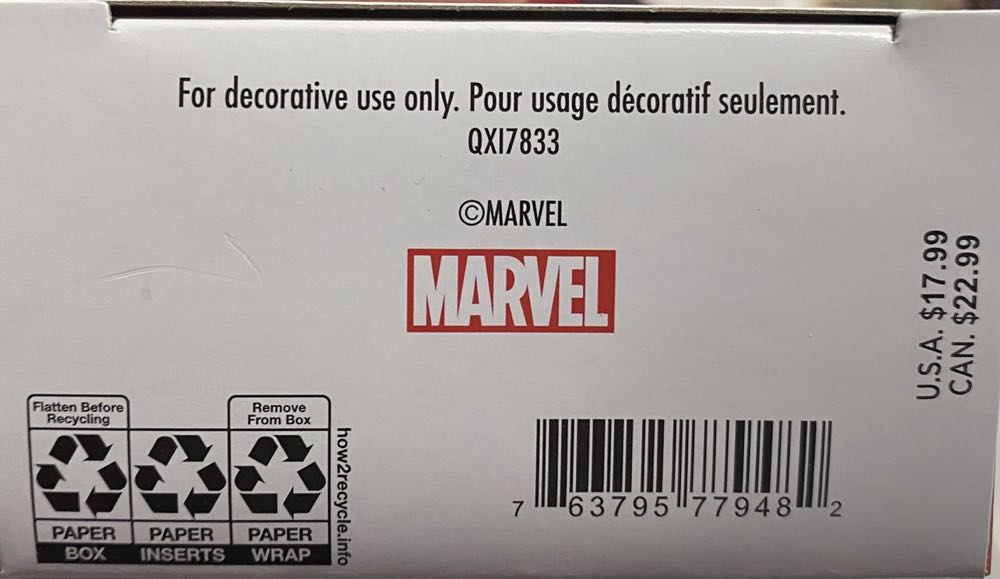 For decorative use only. Pour usage décoratif seulement.
QXI7833
©MARVEL
MARVEL
U.S.A. $17.99
CAN. $22.99
Flatten Before
Recycling
PAPER
BOX
PAPER
INSERTS
Remove
From Box
PAPER
WRAP
how2recycle.info
7 63795 77948 2